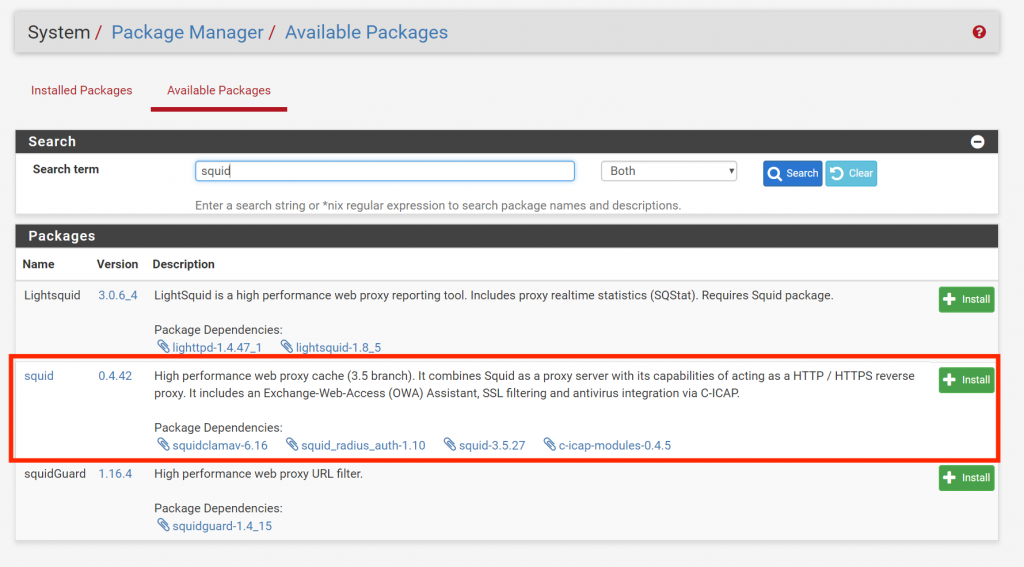 System / Package Manager / Available Packages
Installed Packages Available Packages
Search
Search term squid Both Search Clear
Enter a search string or *nix regular expression to search package names and descriptions.
Packages
Name Version Description
Lightsquid 3.0.6_4 LightSquid is a high performance web proxy reporting tool. Includes proxy realtime statistics (SQStat). Requires Squid package. Install
Package Dependencies:
lighttpd-1.4.47_1 lightsquid-1.8_5
squid 0.4.42 High performance web proxy cache (3.5 branch). It combines Squid as a proxy server with its capabilities of acting as a HTTP / HTTPS reverse Install
proxy. It includes an Exchange-Web-Access (OWA) Assistant, SSL filtering and antivirus integration via C-ICAP.
Package Dependencies:
squidclamav-6.16 squid_radius_auth-1.10 squid-3.5.27 c-icap-modules-0.4.5
squidGuard 1.16.4 High performance web proxy URL filter. Install
Package Dependencies:
squidguard-1.4_15